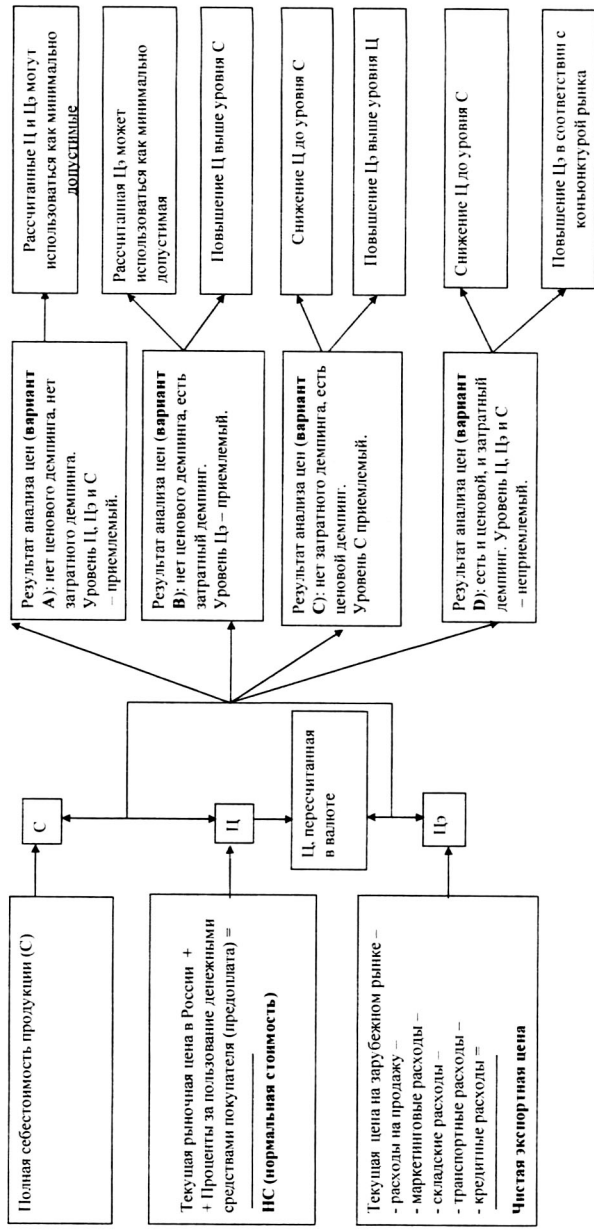 Полная себестоимость продукции (С)
Текущая рыночная цена в России +
+ Проценты за пользование денежными
средствами покупателя (предоплата) =
НС (нормальная стоимость)
Текущая цена на зарубежном рынке –
- расходы на продажу –
- маркетинговые расходы –
- складские расходы –
- транспортные расходы –
- кредитные расходы =
Чистая экспортная цена
С
Ц
Ц, пересчитанная
в валюте
Цэ
Результат анализа цен (вариант
А): нет ценового демпинга, нет
затратного демпинга.
Уровень Ц, Цэ и С
– приемлемый.
Результат анализа цен (вариант
В): нет ценового демпинга, есть
затратный демпинг.
Уровень Цэ – приемлемый.
Результат анализа цен (вариант
С): нет затратного демпинга, есть
ценовой демпинг.
Уровень С приемлемый.
Результат анализа цен (вариант
D): есть и ценовой, и затратный
демпинг. Уровень Ц, Цэ и С
– неприемлемый.
Рассчитанные Ц и Цэ могут
использоваться как минимально
допустимые
Рассчитанная Цэ может
использоваться как минимально
допустимая
Повышение Ц выше уровня С
Снижение Ц до уровня С
Повышение Цэ выше уровня Ц
Снижение Ц до уровня С
Повышение Цэ в соответствии с
конъюнктурой рынка